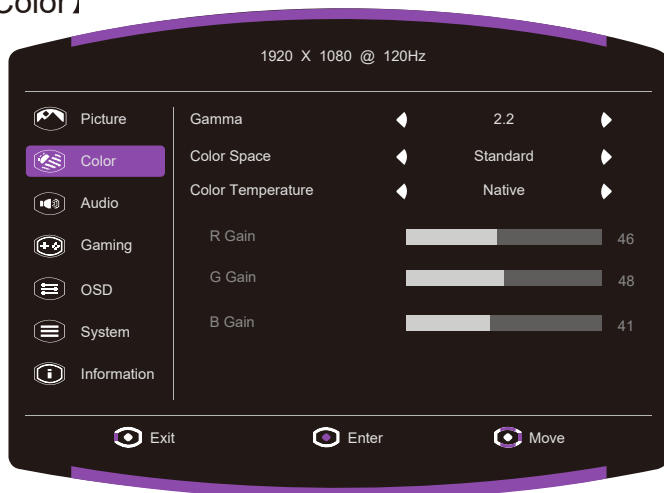 Color】
1920 X 1080 @ 120Hz
Picture
Gamma 2.2
Color Color Space Standard
Audio Color Temperature Native
R Gain 46
Gaming
G Gain 48
OSD
B Gain 41
System
Information
Exit Enter Move